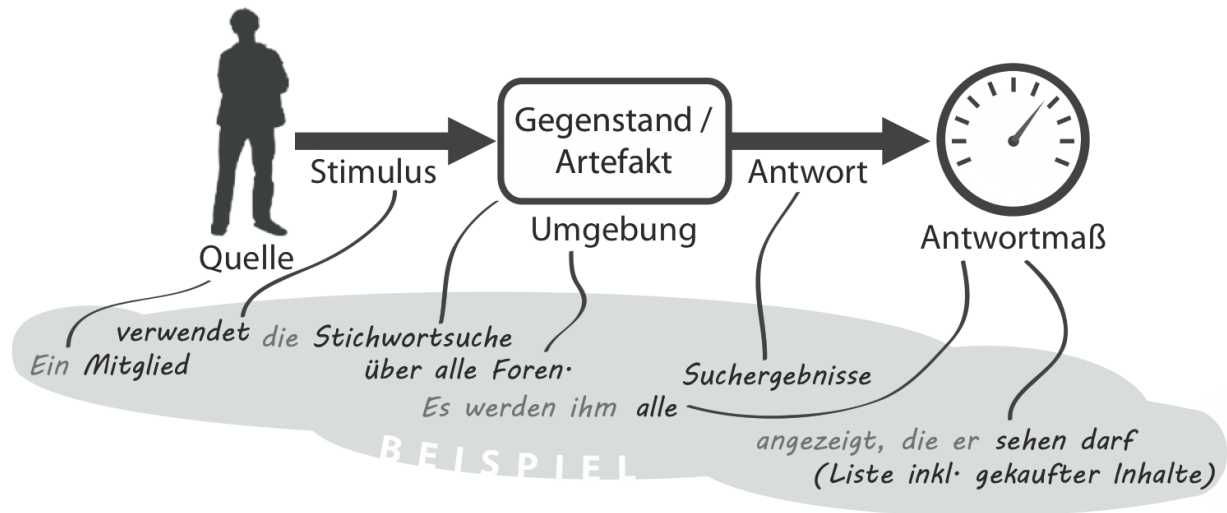 Gegenstand /
Artefakt
Stimulus
Antwort
Umgebung
Antwortmaß
Quelle
verwendet die Stichwortsuche
Ein Mitglied
über alle Foren.
Suchergebnisse
Es werden ihm alle
angezeigt, die er sehen darf
(Liste inkl. gekaufter Inhalte)
BEISPIEL